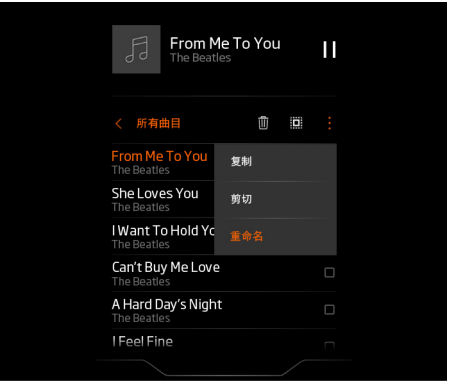 From Me To You
The Beatles
所有曲目
From Me To You
The Beatles
复制
She Loves You
The Beatles
剪切
I Want To Hold Yo
The Beatles
重命名
Can't Buy Me Love
The Beatles
A Hard Day's Night
The Beatles
I Feel Fine